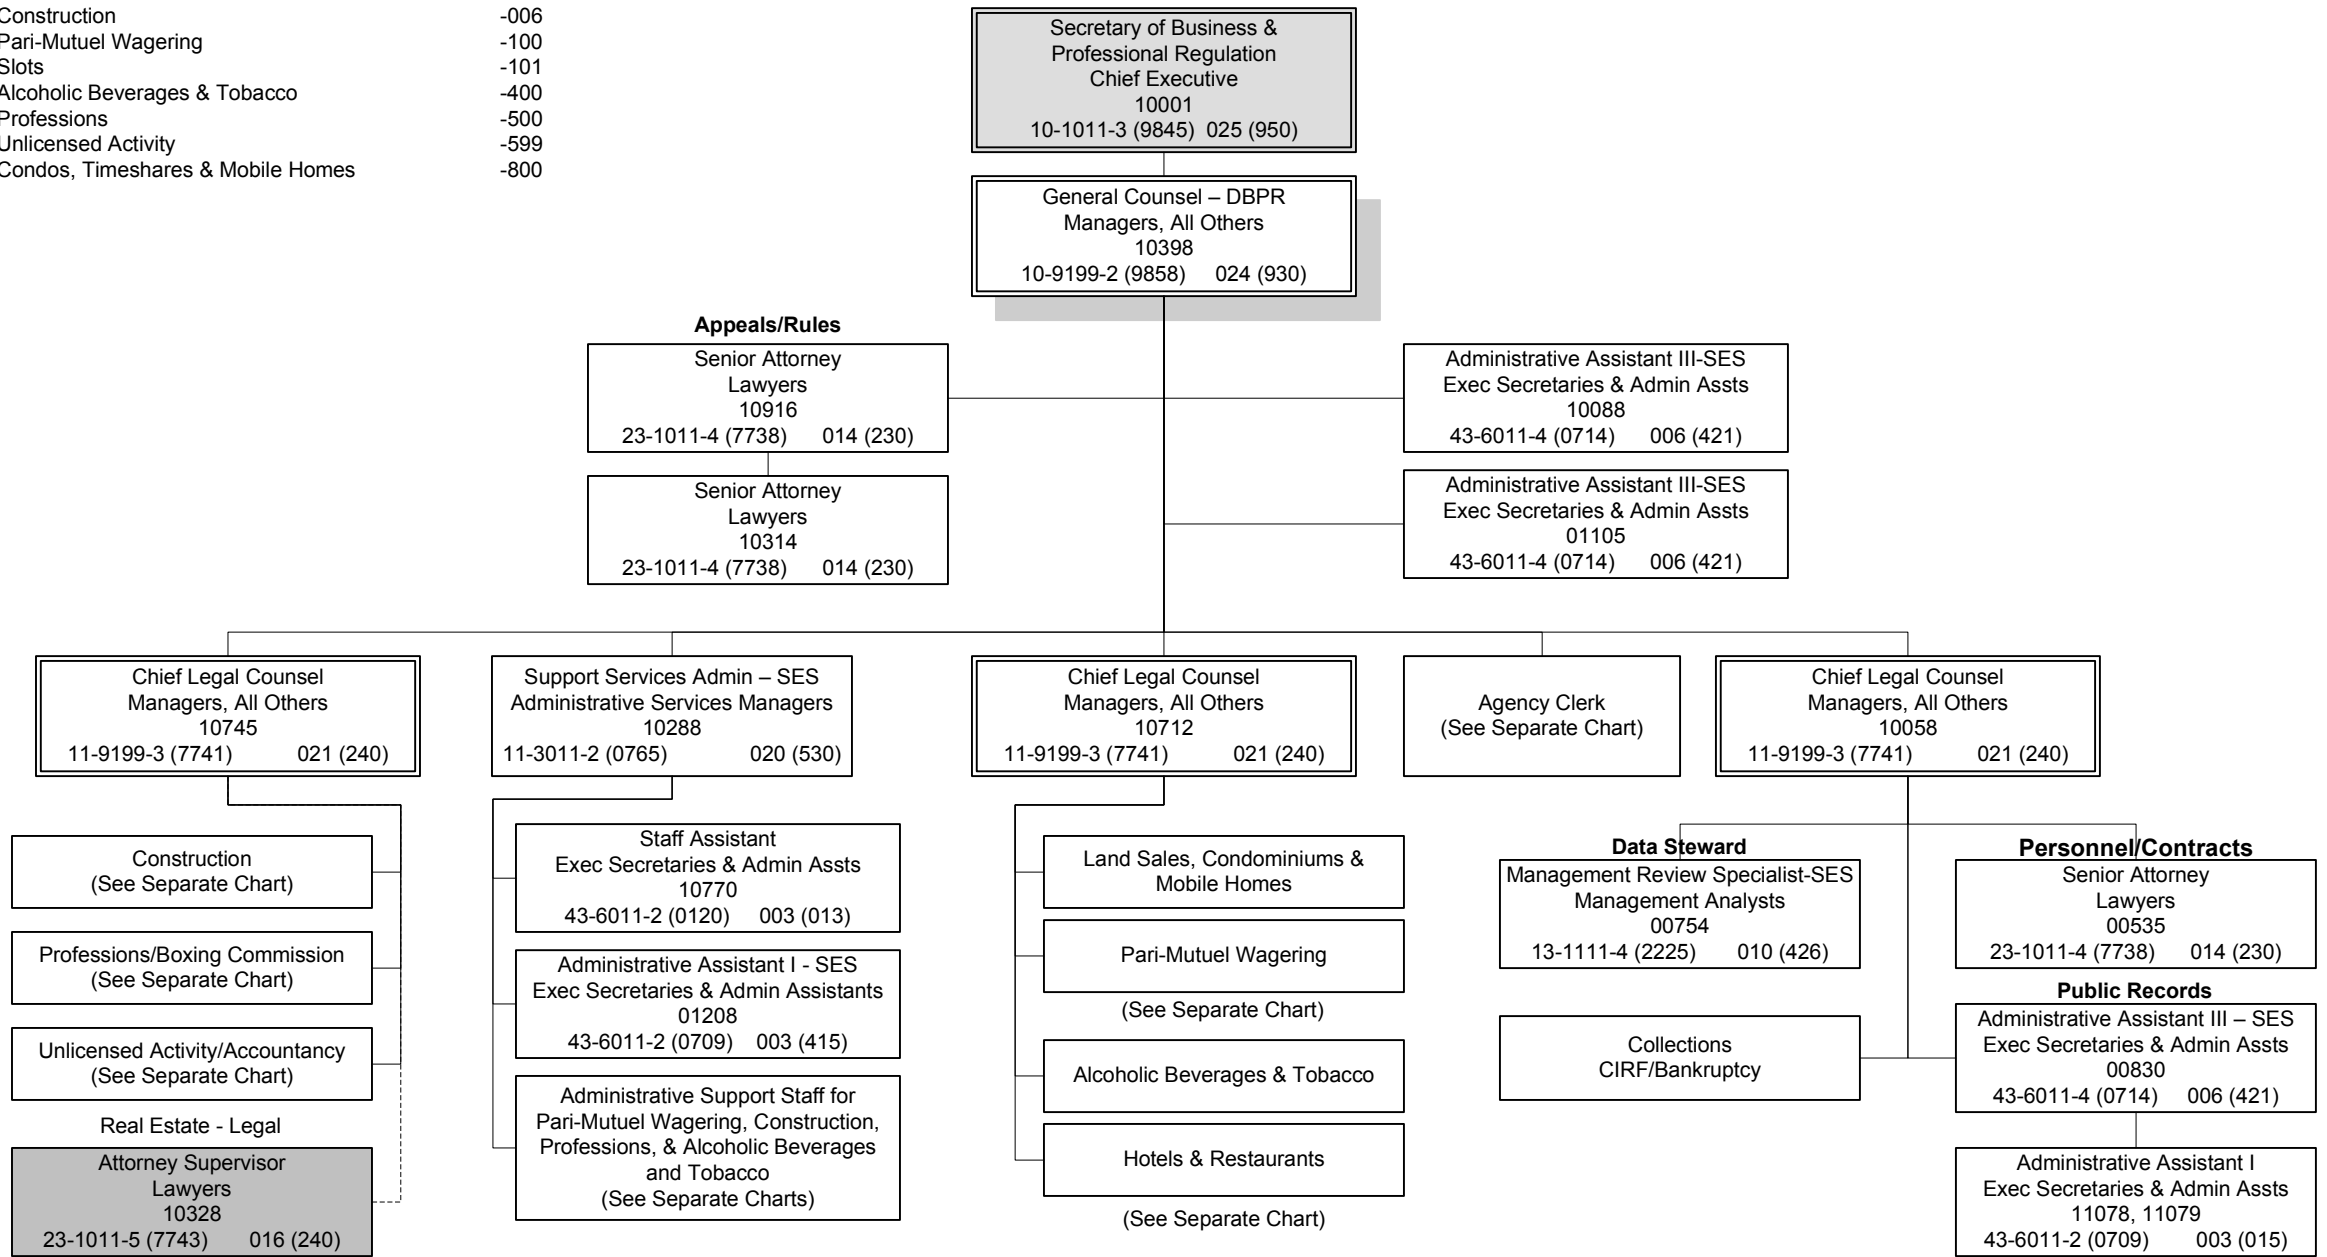 Construction -006
Pari-Mutuel Wagering -100
Slots -101
Alcoholic Beverages & Tobacco -400
Professions -500
Unlicensed Activity -599
Condos, Timeshares & Mobile Homes -800
Secretary of Business &
Professional Regulation
Chief Executive
10001
10-1011-3 (9845) 025 (950)
General Counsel – DBPR
Managers, All Others
10398
10-9199-2 (9858) 024 (930)
Appeals/Rules
Senior Attorney
Lawyers
10916
23-1011-4 (7738) 014 (230)
Senior Attorney
Lawyers
10314
23-1011-4 (7738) 014 (230)
Administrative Assistant III-SES
Exec Secretaries & Admin Assts
10088
43-6011-4 (0714) 006 (421)
Administrative Assistant III-SES
Exec Secretaries & Admin Assts
01105
43-6011-4 (0714) 006 (421)
Chief Legal Counsel
Managers, All Others
10745
11-9199-3 (7741) 021 (240)
Construction
(See Separate Chart)
Professions/Boxing Commission
(See Separate Chart)
Unlicensed Activity/Accountancy
(See Separate Chart)
Real Estate - Legal
Attorney Supervisor
Lawyers
10328
23-1011-5 (7743) 016 (240)
Support Services Admin – SES
Administrative Services Managers
10288
11-3011-2 (0765) 020 (530)
Staff Assistant
Exec Secretaries & Admin Assts
10770
43-6011-2 (0120) 003 (013)
Administrative Assistant I - SES
Exec Secretaries & Admin Assistants
01208
43-6011-2 (0709) 003 (415)
Administrative Support Staff for
Pari-Mutuel Wagering, Construction,
Professions, & Alcoholic Beverages
and Tobacco
(See Separate Charts)
Chief Legal Counsel
Managers, All Others
10712
11-9199-3 (7741) 021 (240)
Land Sales, Condominiums &
Mobile Homes
Pari-Mutuel Wagering
(See Separate Chart)
Alcoholic Beverages & Tobacco
Hotels & Restaurants
(See Separate Chart)
Agency Clerk
(See Separate Chart)
Chief Legal Counsel
Managers, All Others
10058
11-9199-3 (7741) 021 (240)
Data Steward
Management Review Specialist-SES
Management Analysts
00754
13-1111-4 (2225) 010 (426)
Collections
CIRF/Bankruptcy
Personnel/Contracts
Senior Attorney
Lawyers
00535
23-1011-4 (7738) 014 (230)
Public Records
Administrative Assistant III – SES
Exec Secretaries & Admin Assts
00830
43-6011-4 (0714) 006 (421)
Administrative Assistant I
Exec Secretaries & Admin Assts
11078, 11079
43-6011-2 (0709) 003 (015)